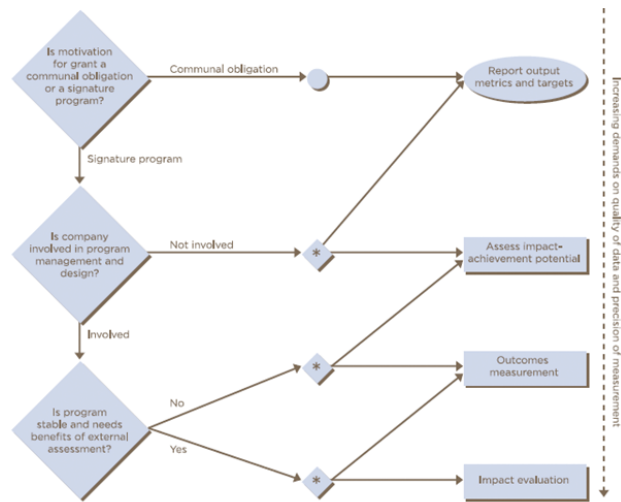 Is motivation
for grant a
communal obligation
or a signature
program?
Communal obligation
Report output
metrics and targets
Signature program
Is company
involved in program
management and
design?
Not involved
*
Assess impact-
achievement potential
Involved
Is program
stable and needs
benefits of external
assessment?
No
*
Outcomes
measurement
Yes
*
Impact evaluation
Increasing demands on quality of data and precision of measurement